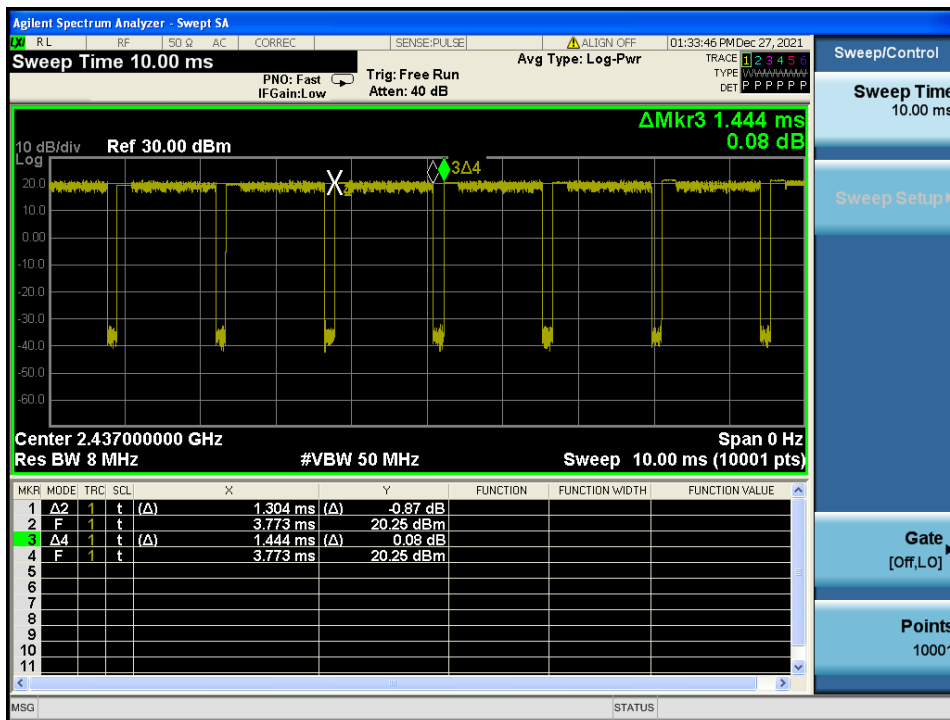 Agilent Spectrum Analyzer - Swept SA
LXI RL RF 50 Ω AC CORREC SENSE:PULSE ALIGN OFF 01:33:46 PM Dec 27, 2021
Sweep Time 10.00 ms
PNO: Fast
IFGain:Low
Trig: Free Run
Atten: 40 dB
Avg Type: Log-Pwr
TRACE 1 2 3 4 5 6
TYPE WWWWWW
DET P P P P P P
ΔMkr3 1.444 ms
0.08 dB
10 dB/div Ref 30.00 dBm
Log
3Δ4
20.0
10.0
0.00
-10.0
-20.0
-30.0
-40.0
-50.0
-60.0
Center 2.437000000 GHz Span 0 Hz
Res BW 8 MHz #VBW 50 MHz Sweep 10.00 ms (10001 pts)
MKR MODE TRC SCL X Y FUNCTION FUNCTION WIDTH FUNCTION VALUE
1 Δ2 1 t (Δ) 1.304 ms (Δ) -0.87 dB
2 F 1 t 3.773 ms 20.25 dBm
3 Δ4 1 t (Δ) 1.444 ms (Δ) 0.08 dB
4 F 1 t 3.773 ms 20.25 dBm
5
6
7
8
9
10
11
MSG STATUS
Sweep/Control
Sweep Time
10.00 ms
Sweep Setup
Gate
[Off,LO]
Points
10001